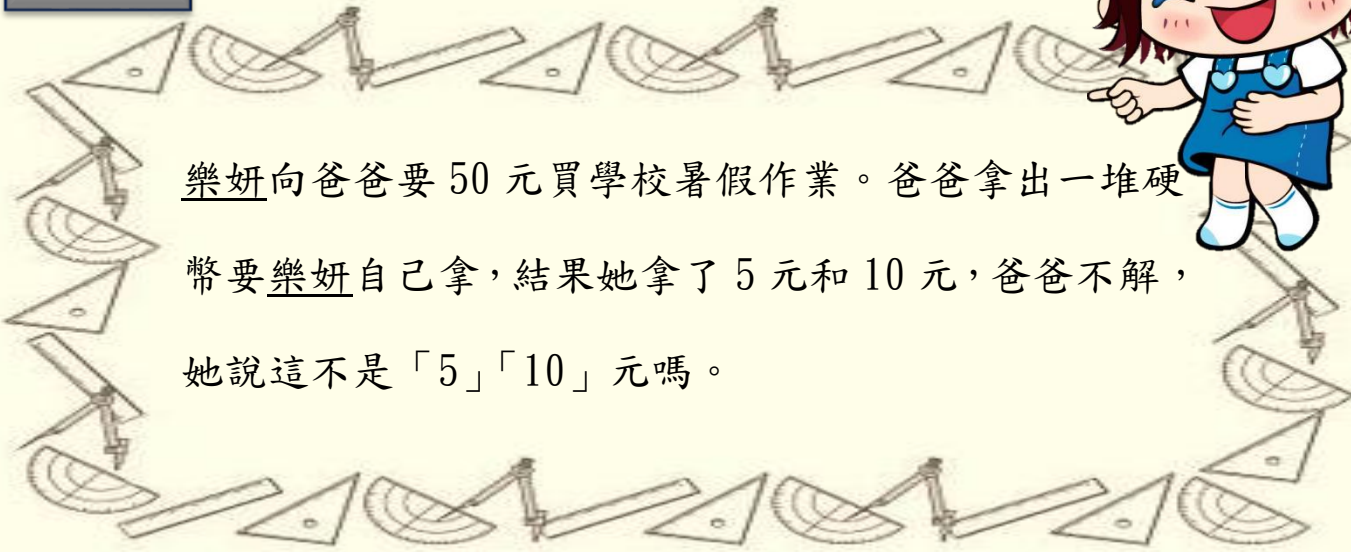 樂妍向爸爸要 50 元買學校暑假作業。爸爸拿出一堆硬
幣要樂妍自己拿，結果她拿了 5 元和 10 元，爸爸不解，
她說這不是「5」「10」元嗎。